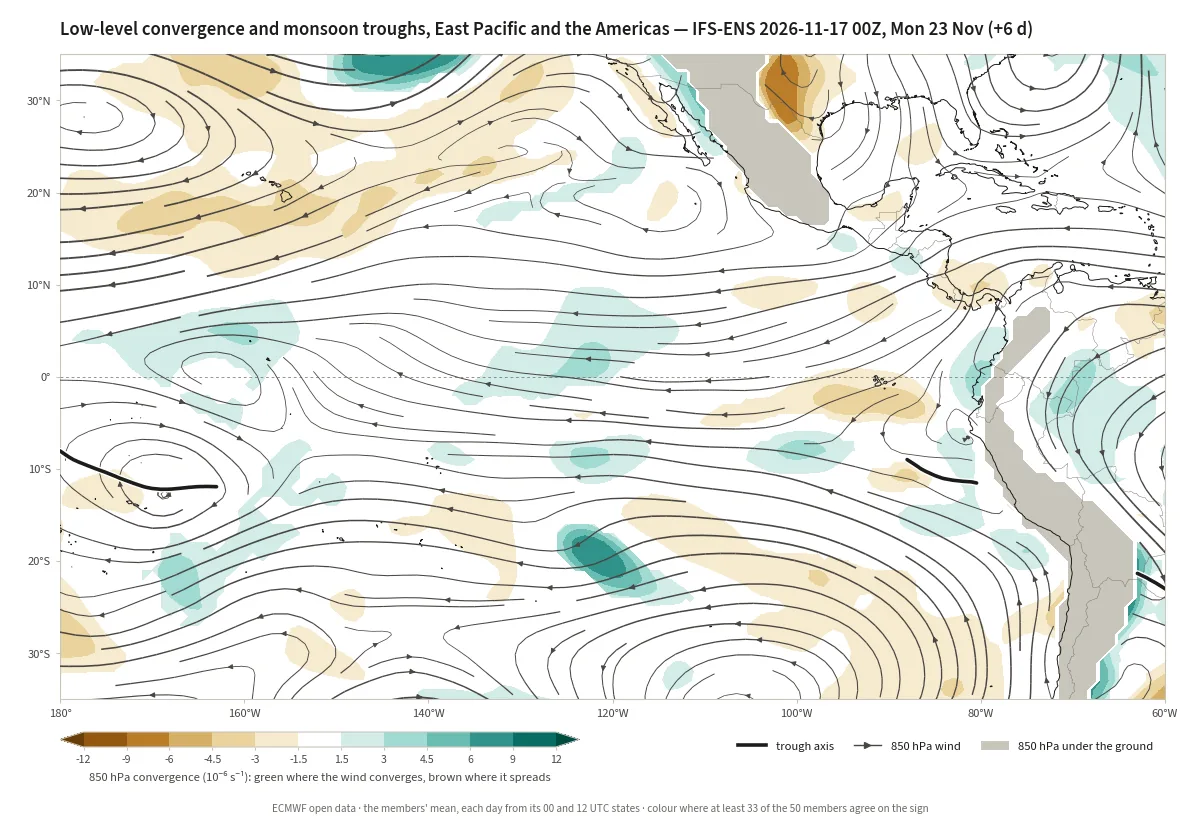 Low-level convergence and monsoon troughs, East Pacific and the Americas — IFS-ENS 2026-11-17 00Z, Mon 23 Nov (+6 d)
30°N
20°N
10°N
0°
10°S
20°S
30°S
180° 160°W 140°W 120°W 100°W 80°W 60°W
-12 -9 -6 -4.5 -3 -1.5 1.5 3 4.5 6 9 12
850 hPa convergence (10⁻⁶ s⁻¹): green where the wind converges, brown where it spreads
trough axis 850 hPa wind 850 hPa under the ground
ECMWF open data · the members' mean, each day from its 00 and 12 UTC states · colour where at least 33 of the 50 members agree on the sign